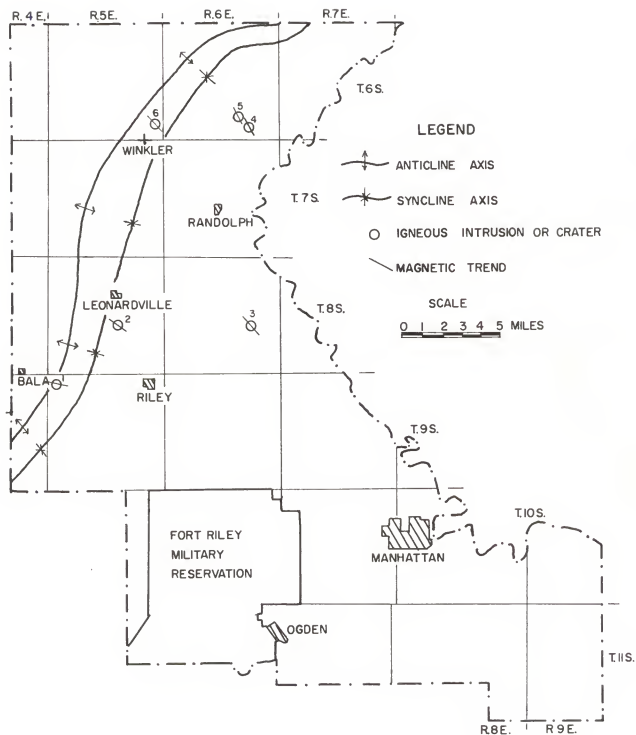 R. 4 E. R.5E. R.6E. R.7E.
T.6S.
5
4
6
LEGEND
ANTICLINE AXIS
WINKLER
SYNCLINE AXIS
T.7S.
RANDOLPH
IGNEOUS INTRUSION OR CRATER
MAGNETIC TREND
T.8S.
LEONARDVILLE
SCALE
2
3
0 1 2 3 4 5 MILES
1
BALA
RILEY
T.9S.
T.10S.
FORT RILEY
MILITARY
RESERVATION
MANHATTAN
OGDEN
T.11S.
R.8E. R 9E.